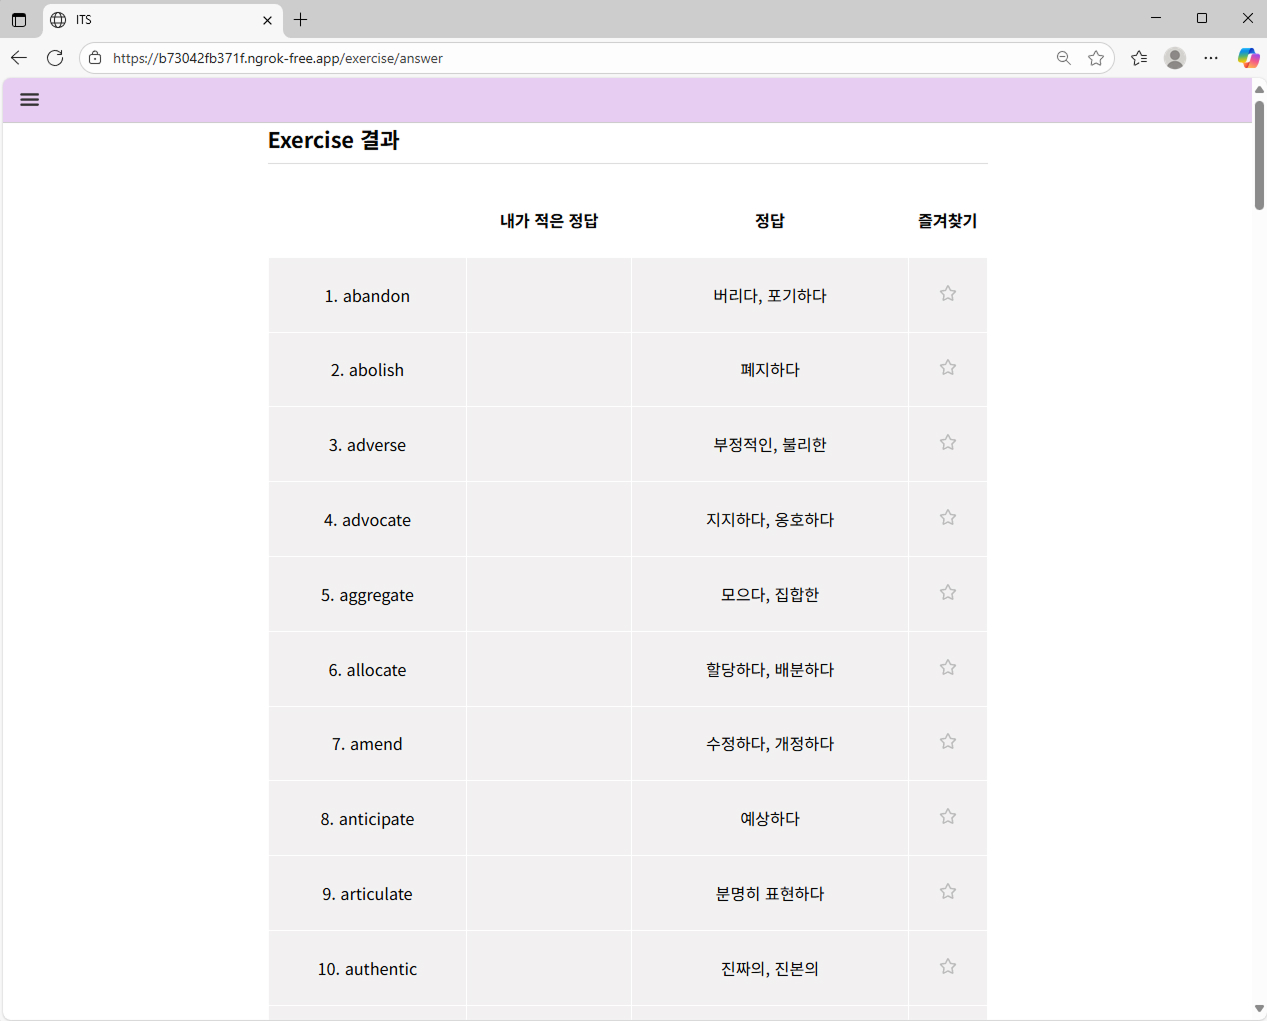 ITS
https://b73042fb371f.ngrok-free.app/exercise/answer
Exercise 결과
내가 적은 정답 정답 즐겨찾기
1. abandon 버리다, 포기하다
2. abolish 폐지하다
3. adverse 부정적인, 불리한
4. advocate 지지하다, 옹호하다
5. aggregate 모으다, 집합한
6. allocate 할당하다, 배분하다
7. amend 수정하다, 개정하다
8. anticipate 예상하다
9. articulate 분명히 표현하다
10. authentic 진짜의, 진본의